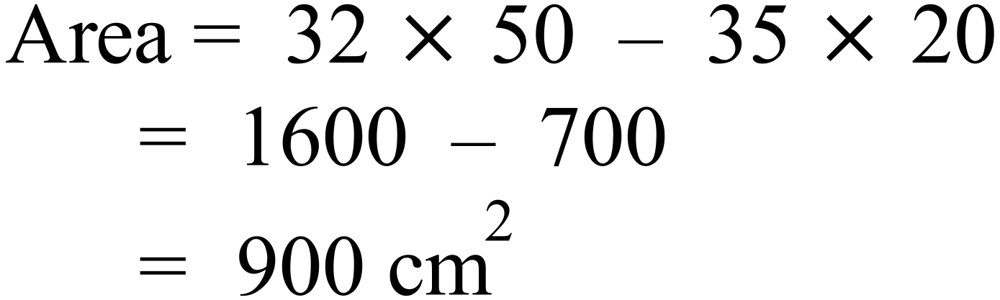 Area = 32 × 50 – 35 × 20
= 1600 – 700
= 900 cm²